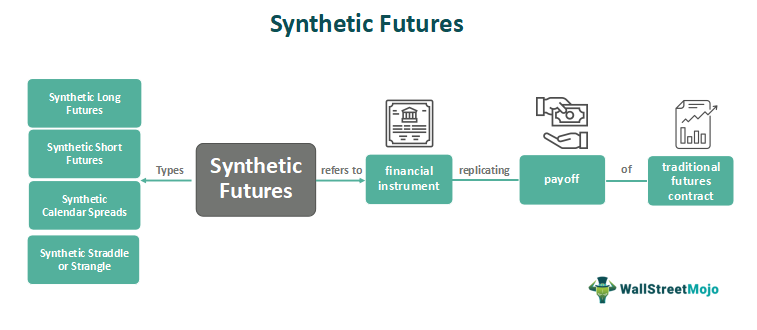 Synthetic Futures
Synthetic Long
Futures
Synthetic Short
Futures
Synthetic
Calendar Spreads
Synthetic Straddle
or Strangle
Types
Synthetic
Futures
refers to
financial
instrument
replicating
payoff
of
traditional
futures
contract
WallStreetMojo